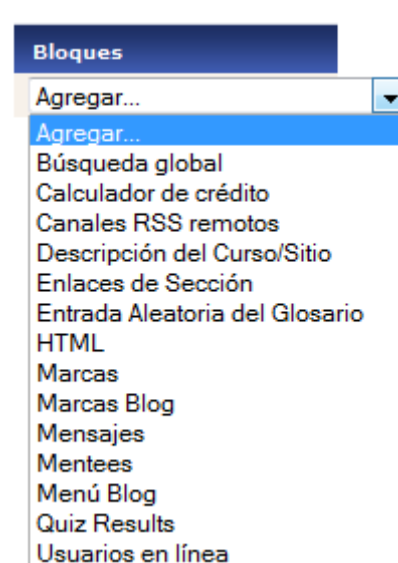 Bloques
Agregar...
Agregar...
Búsqueda global
Calculador de crédito
Canales RSS remotos
Descripción del Curso/Sitio
Enlaces de Sección
Entrada Aleatoria del Glosario
HTML
Marcas
Marcas Blog
Mensajes
Mentees
Menú Blog
Quiz Results
Usuarios en línea